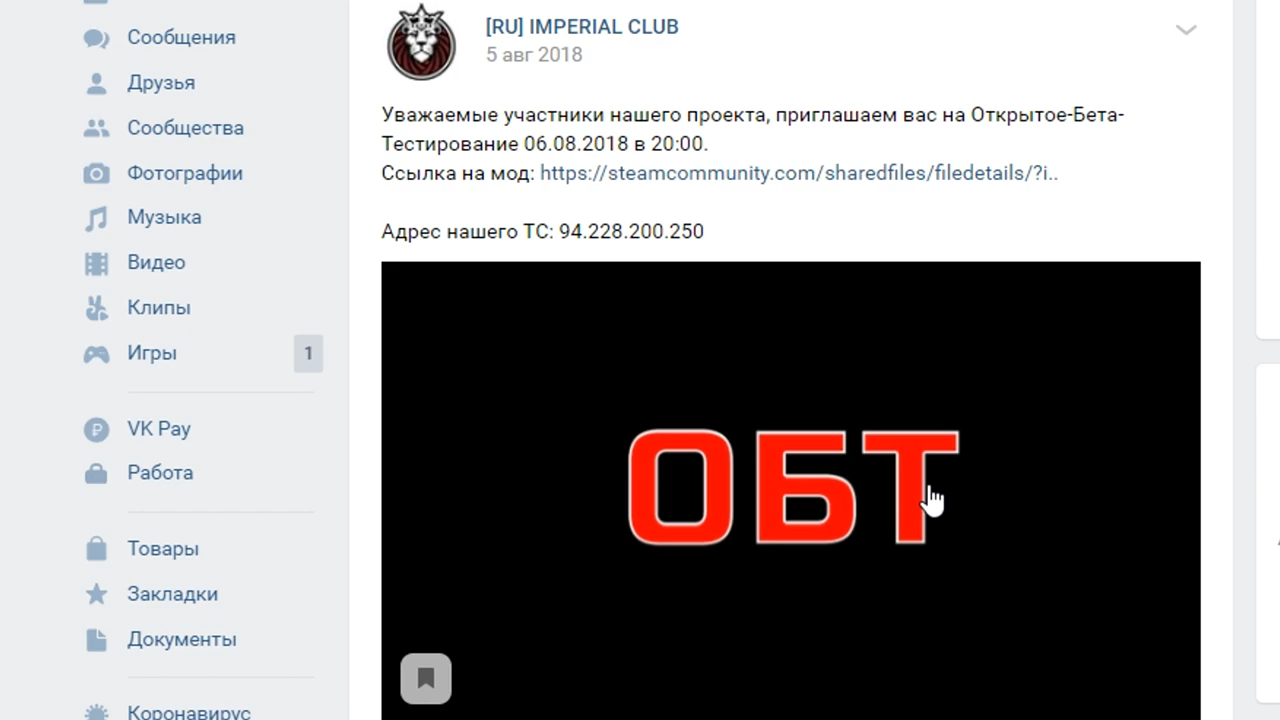 Сообщения
Друзья
Сообщества
Фотографии
Музыка
Видео
Клипы
Игры
1
VK Pay
Работа
Товары
Закладки
Документы
Коронавирус
[RU] IMPERIAL CLUB
5 авг 2018
Уважаемые участники нашего проекта, приглашаем вас на Открытое-Бета-
Тестирование 06.08.2018 в 20:00.
Ссылка на мод: https://steamcommunity.com/sharedfiles/filedetails/?i..
Адрес нашего ТС: 94.228.200.250
ОБТ